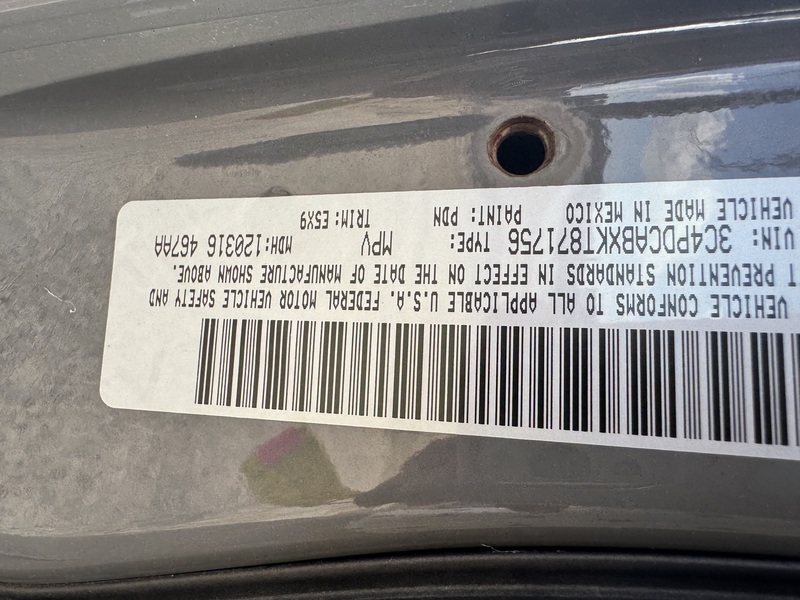 VEHICLE CONFORMS TO ALL APPLICABLE U.S.A. FEDERAL MOTOR VEHICLE SAFETY AND
T PREVENTION STANDARDS IN EFFECT ON THE DATE OF MANUFACTURE SHOWN ABOVE.
VIN: 3C4PDCABXKT871756 TYPE: MPV MDH:120316 467AA
VEHICLE MADE IN MEXICO PAINT: PDN TRIM:E5X9